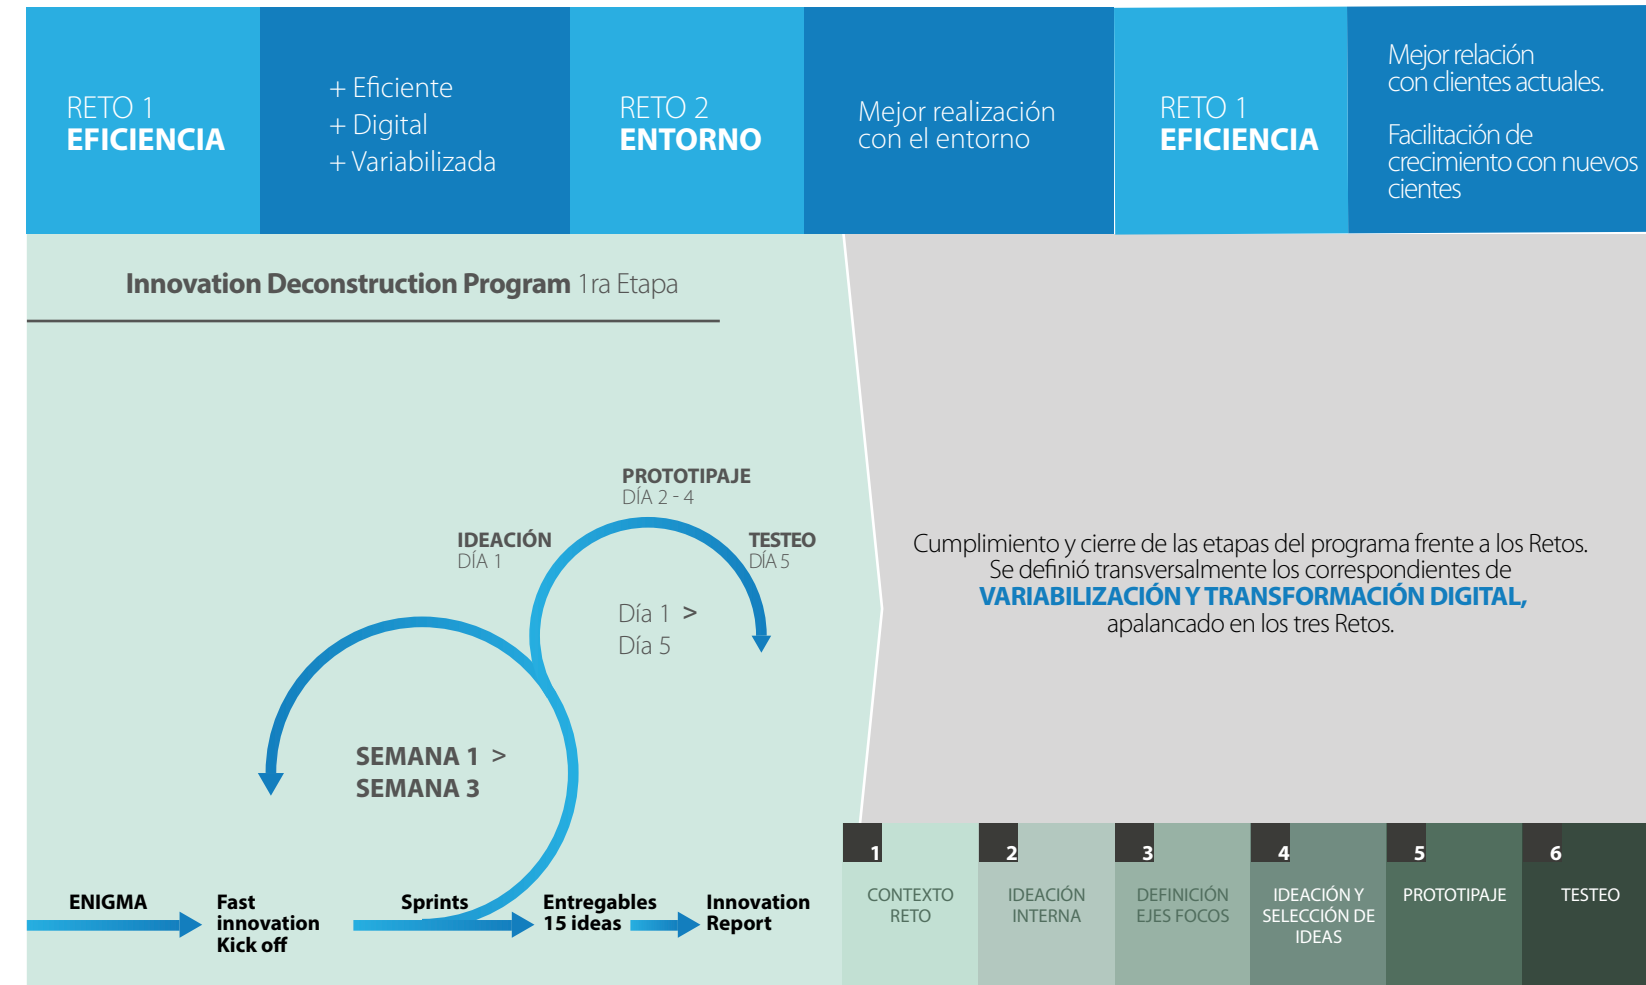 RETO 1
EFICIENCIA
+ Eficiente
+ Digital
+ Variabilizada
RETO 2
ENTORNO
Mejor realización
con el entorno
RETO 1
EFICIENCIA
Mejor relación
con clientes actuales.
Facilitación de
crecimiento con nuevos
cientes
Innovation Deconstruction Program 1ra Etapa
PROTOTIPAJE
DÍA 2 - 4
IDEACIÓN
DÍA 1
TESTEO
DÍA 5
Día 1 >
Día 5
SEMANA 1 >
SEMANA 3
ENIGMA
Fast
innovation
Kick off
Sprints
Entregables
15 ideas
Innovation
Report
Cumplimiento y cierre de las etapas del programa frente a los Retos.
Se definió transversalmente los correspondientes de
VARIABILIZACIÓN Y TRANSFORMACIÓN DIGITAL,
apalancado en los tres Retos.
1
CONTEXTO
RETO
2
IDEACIÓN
INTERNA
3
DEFINICIÓN
EJES FOCOS
4
IDEACIÓN Y
SELECCIÓN DE
IDEAS
5
PROTOTIPAJE
6
TESTEO